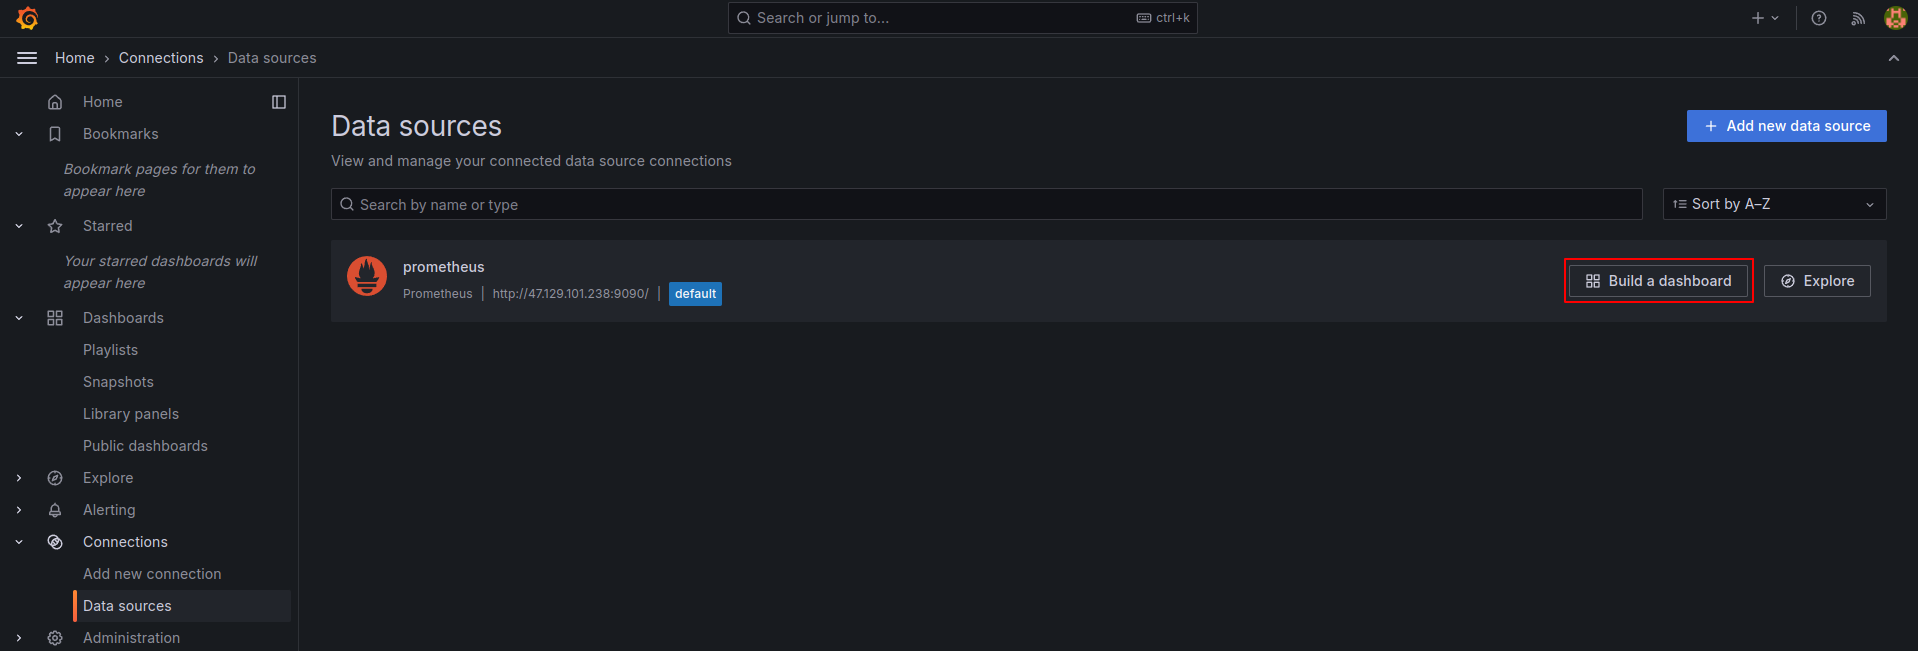 Search or jump to... ctrl+k
Home › Connections › Data sources
Home
Bookmarks
Bookmark pages for them to
appear here
Starred
Your starred dashboards will
appear here
Dashboards
Playlists
Snapshots
Library panels
Public dashboards
Explore
Alerting
Connections
Add new connection
Data sources
Administration
Data sources
+ Add new data source
View and manage your connected data source connections
Search by name or type
Sort by A–Z
prometheus
Prometheus | http://47.129.101.238:9090/ | default
Build a dashboard
Explore